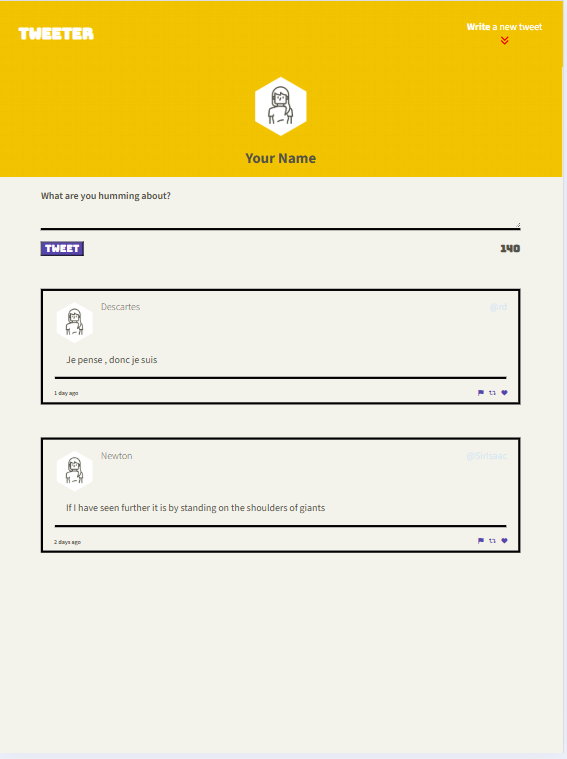 TWEETER
Write a new tweet
Your Name
What are you humming about?
TWEET 140
Descartes @rd
Je pense , donc je suis
1 day ago
Newton @SirIsaac
If I have seen further it is by standing on the shoulders of giants
2 days ago